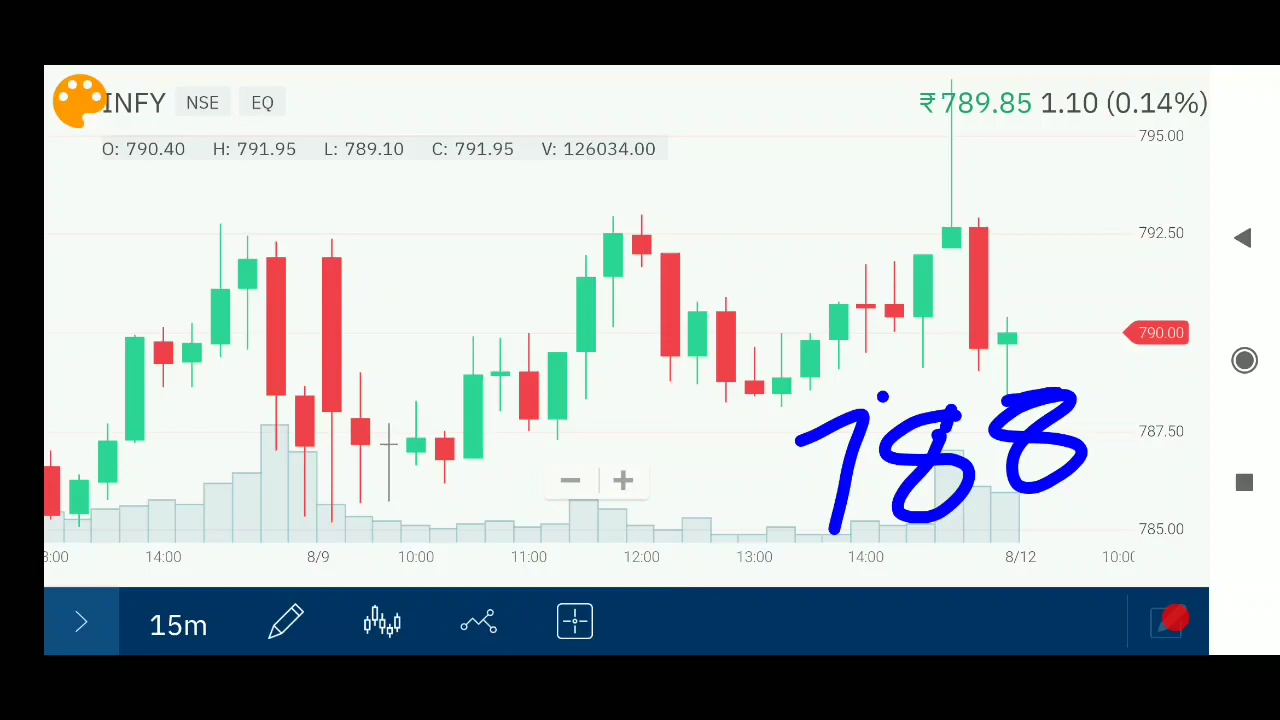 INFY NSE EQ ₹789.85 1.10 (0.14%)
O: 790.40 H: 791.95 L: 789.10 C: 791.95 V: 126034.00
795.00
792.50
790.00
787.50
785.00
788
− +
3:00 14:00 8/9 10:00 11:00 12:00 13:00 14:00 8/12 10:00
15m